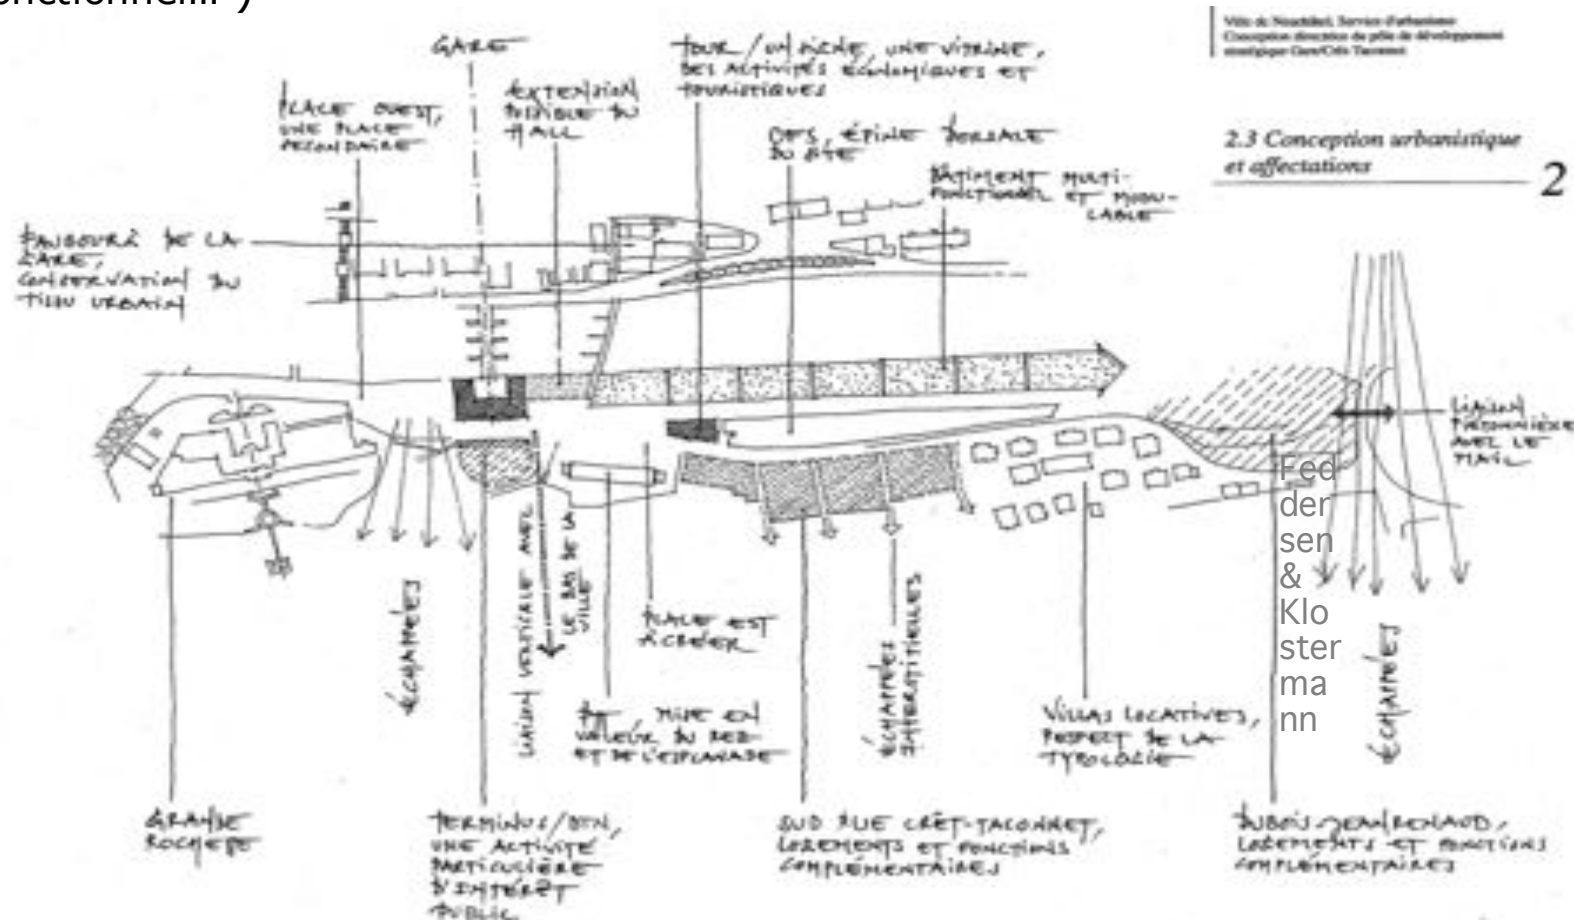 Ville de Neuchâtel, Service d'urbanisme
Conception directrice du pôle de développement
stratégique Gare/Crêt-Taconnet
2.3 Conception urbanistique
et affectations
2
GARE
TOUR / UN SIGNE, UNE VITRINE,
DES ACTIVITÉS ÉCONOMIQUES ET
TOURISTIQUES
PLACE OUEST,
UNE PLACE
SECONDAIRE
EXTENSION
POSSIBLE DU
HALL
OFS, ÉPINE DORSALE
DU SITE
BÂTIMENT MULTI-
FONCTIONNEL ET MODU-
LABLE
FAUBOURG DE LA
GARE,
CONSERVATION DU
TISSU URBAIN
LIAISON
PIÉTONNIÈRE
AVEC LE
MAIL
Fed
der
sen
&
Klo
ster
ma
nn
ÉCHAPPÉES
LIAISON VERTICALE AVEC
LE BAS DE LA
VILLE
PLACE EST
À CRÉER
MISE EN
VALEUR DU
ET DE L'ESPLANADE
ÉCHAPPÉES
INTERSTITIELLES
VILLAS LOCATIVES,
RESPECT DE LA
TYPOLOGIE
ÉCHAPPÉES
GRANDE
ROCHETTE
TERMINUS/BTN,
UNE ACTIVITÉ
PARTICULIÈRE
D'INTÉRÊT
PUBLIC
SUD RUE CRÊT-TACONNET,
LOGEMENTS ET FONCTIONS
COMPLÉMENTAIRES
DUBOIS-JEANRENAUD,
LOGEMENTS ET FONCTIONS
COMPLÉMENTAIRES